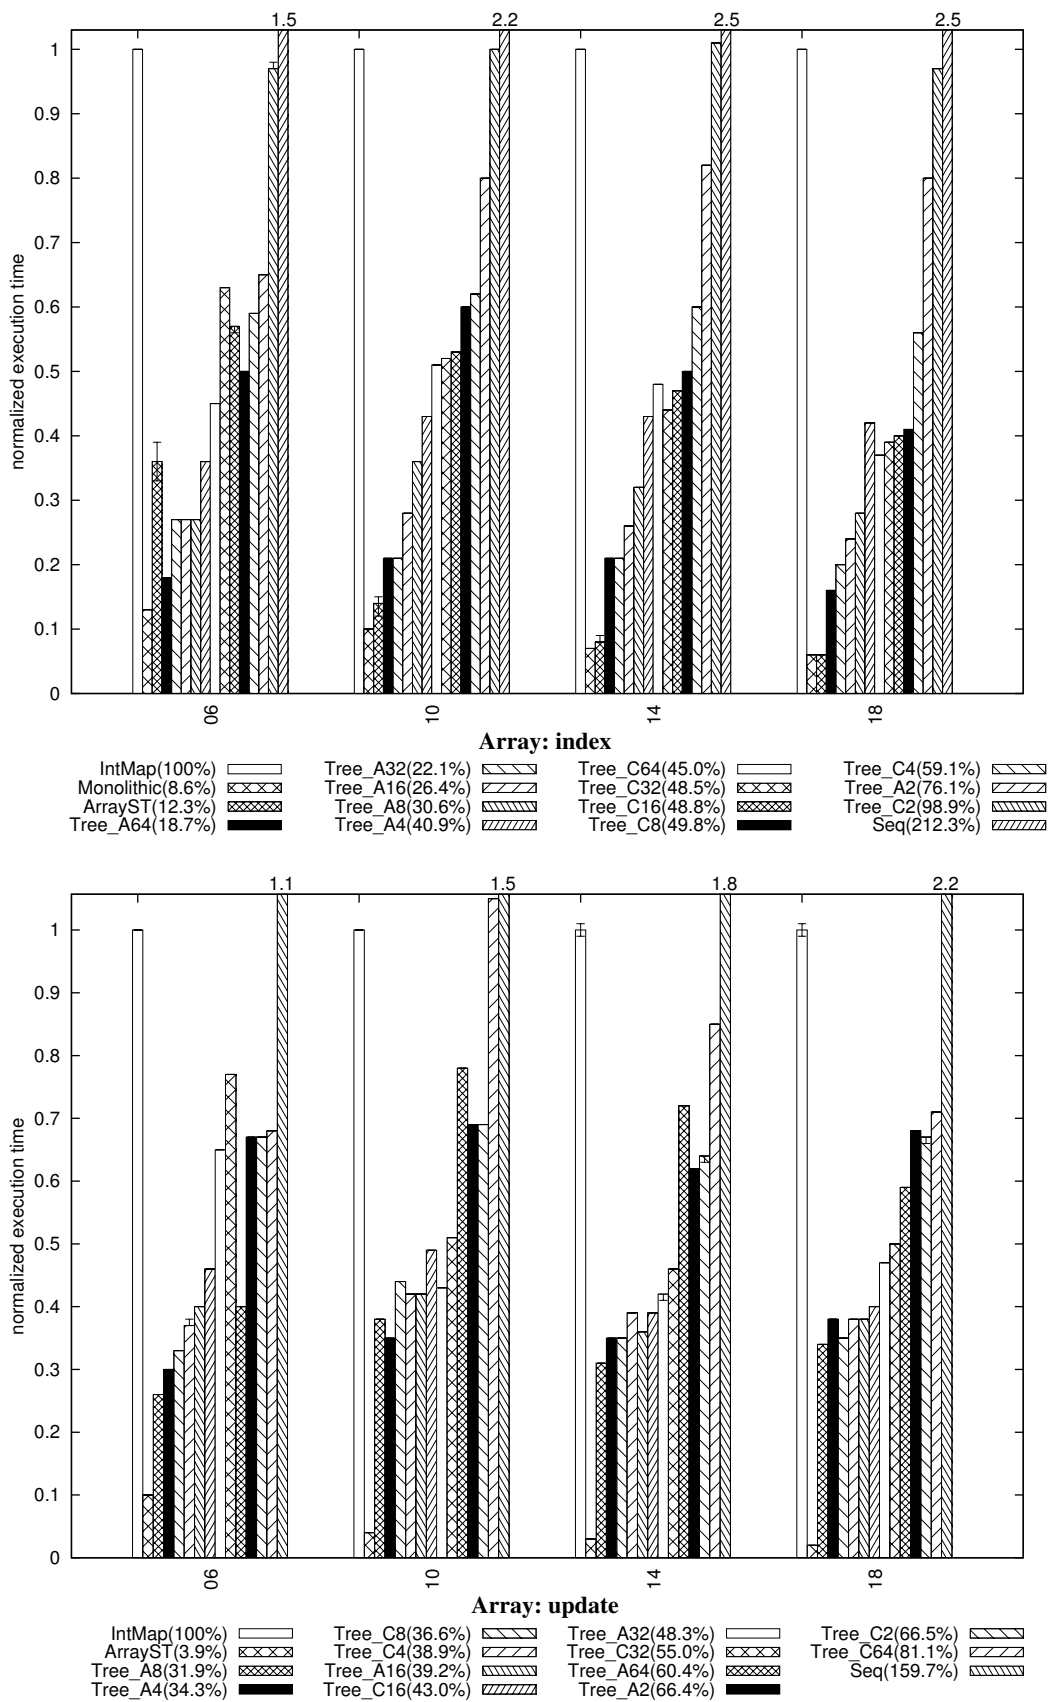 1.5 2.2 2.5 2.5
1
0.9
0.8
0.7
0.6
0.5
0.4
0.3
0.2
0.1
0
normalized execution time
06 10 14 18
Array: index
IntMap(100%) Tree_A32(22.1%) Tree_C64(45.0%) Tree_C4(59.1%)
Monolithic(8.6%) Tree_A16(26.4%) Tree_C32(48.5%) Tree_A2(76.1%)
ArrayST(12.3%) Tree_A8(30.6%) Tree_C16(48.8%) Tree_C2(98.9%)
Tree_A64(18.7%) Tree_A4(40.9%) Tree_C8(49.8%) Seq(212.3%)
1.1 1.5 1.8 2.2
1
0.9
0.8
0.7
0.6
0.5
0.4
0.3
0.2
0.1
0
normalized execution time
06 10 14 18
Array: update
IntMap(100%) Tree_C8(36.6%) Tree_A32(48.3%) Tree_C2(66.5%)
ArrayST(3.9%) Tree_C4(38.9%) Tree_C32(55.0%) Tree_C64(81.1%)
Tree_A8(31.9%) Tree_A16(39.2%) Tree_A64(60.4%) Seq(159.7%)
Tree_A4(34.3%) Tree_C16(43.0%) Tree_A2(66.4%)